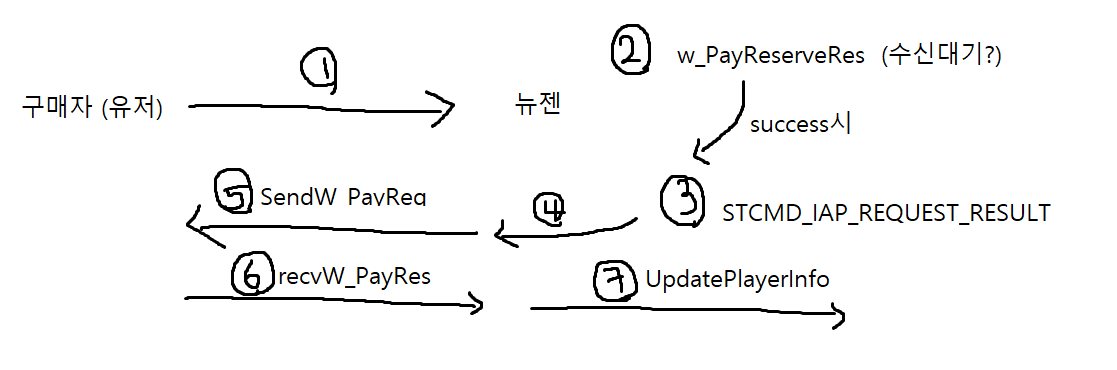 ①
② w_PayReserveRes (수신대기?)
구매자 (유저)
뉴젠
success시
⑤ SendW_PayReq
④
③ STCMD_IAP_REQUEST_RESULT
⑥ recvW_PayRes
⑦ UpdatePlayerInfo